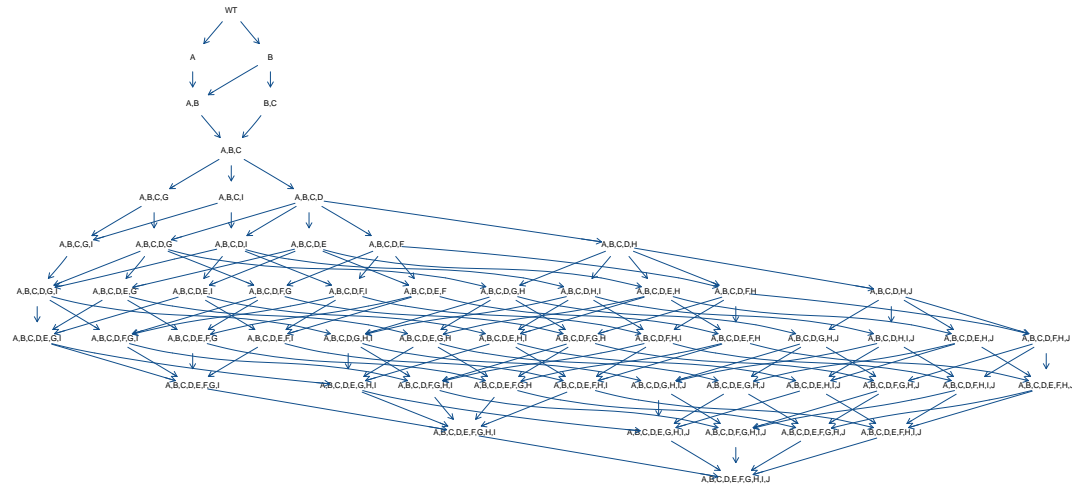 WT
A
B
A,B
B,C
A,B,C
A,B,C,G
A,B,C,I
A,B,C,D
A,B,C,G,I
A,B,C,D,G
A,B,C,D,I
A,B,C,D,E
A,B,C,D,F
A,B,C,D,H
A,B,C,D,G,I
A,B,C,D,E,G
A,B,C,D,E,I
A,B,C,D,F,G
A,B,C,D,F,I
A,B,C,D,E,F
A,B,C,D,G,H
A,B,C,D,H,I
A,B,C,D,E,H
A,B,C,D,F,H
A,B,C,D,H,J
A,B,C,D,E,G,I
A,B,C,D,F,G,I
A,B,C,D,E,F,G
A,B,C,D,E,F,I
A,B,C,D,G,H,I
A,B,C,D,E,G,H
A,B,C,D,E,H,I
A,B,C,D,F,G,H
A,B,C,D,F,H,I
A,B,C,D,E,F,H
A,B,C,D,G,H,J
A,B,C,D,H,I,J
A,B,C,D,E,H,J
A,B,C,D,F,H,J
A,B,C,D,E,F,G,I
A,B,C,D,E,G,H,I
A,B,C,D,F,G,H,I
A,B,C,D,E,F,G,H
A,B,C,D,E,F,H,I
A,B,C,D,G,H,I,J
A,B,C,D,E,G,H,J
A,B,C,D,E,H,I,J
A,B,C,D,F,G,H,J
A,B,C,D,F,H,I,J
A,B,C,D,E,F,H,J
A,B,C,D,E,F,G,H,I
A,B,C,D,E,G,H,I,J
A,B,C,D,F,G,H,I,J
A,B,C,D,E,F,G,H,J
A,B,C,D,E,F,H,I,J
A,B,C,D,E,F,G,H,I,J